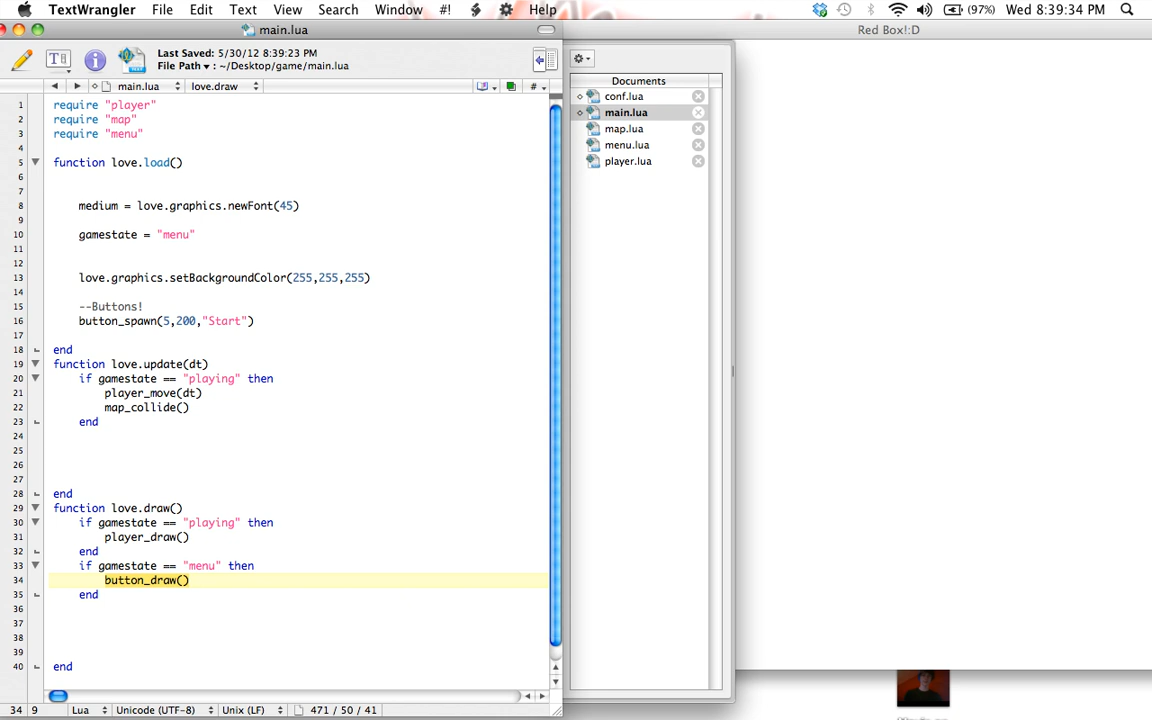 TextWrangler File Edit Text View Search Window #! Help (97%) Wed 8:39:34 PM
main.lua
Red Box!:D
Last Saved: 5/30/12 8:39:23 PM
File Path ▾ : ~/Desktop/game/main.lua
main.lua love.draw #
Documents
conf.lua
main.lua
map.lua
menu.lua
player.lua
1 require "player"
2 require "map"
3 require "menu"
4
5 function love.load()
6
7
8 medium = love.graphics.newFont(45)
9
10 gamestate = "menu"
11
12
13 love.graphics.setBackgroundColor(255,255,255)
14
15 --Buttons!
16 button_spawn(5,200,"Start")
17
18 end
19 function love.update(dt)
20 if gamestate == "playing" then
21 player_move(dt)
22 map_collide()
23 end
24
25
26
27
28 end
29 function love.draw()
30 if gamestate == "playing" then
31 player_draw()
32 end
33 if gamestate == "menu" then
34 button_draw()
35 end
36
37
38
39
40 end
34 9 Lua Unicode (UTF-8) Unix (LF) 471 / 50 / 41